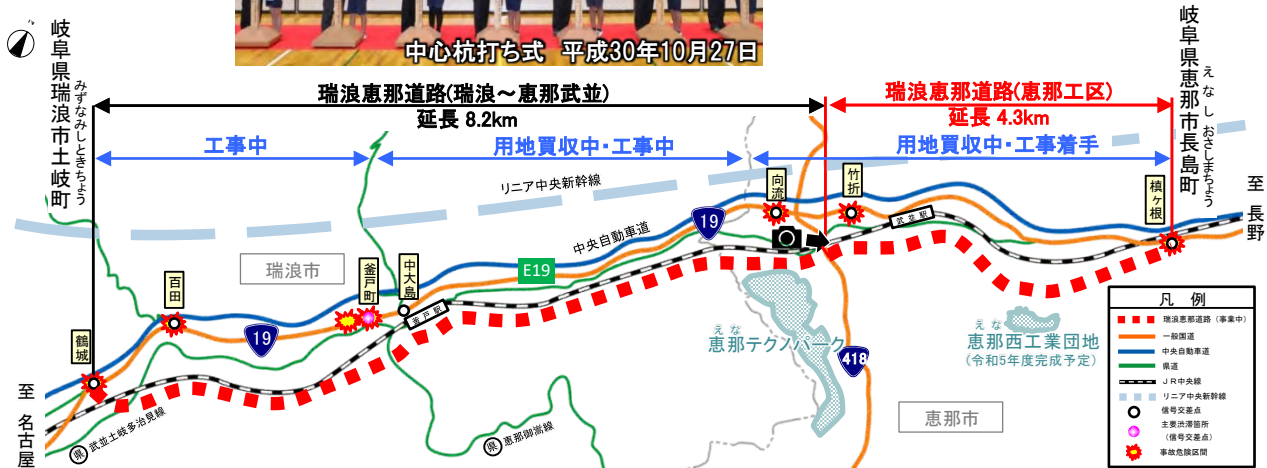 中心杭打ち式 平成30年10月27日
岐阜県瑞浪市土岐町
みずなみしときちょう
瑞浪恵那道路(瑞浪～恵那武並)
延長 8.2km
瑞浪恵那道路(恵那工区)
延長 4.3km
岐阜県恵那市長島町
えなし おさしまちょう
工事中
用地買収中・工事中
用地買収中・工事着手
リニア中央新幹線
中央自動車道
至 長野
向流
竹折
槙ヶ根
武並駅
19
E19
瑞浪市
百田
釜戸町
中大島
釜戸駅
19
鶴城
至 名古屋
県 武並土岐多治見線
県 恵那御嵩線
えな
恵那テクノパーク
418
えな
恵那西工業団地
(令和5年度完成予定)
恵那市
凡 例
瑞浪恵那道路（事業中）
一般国道
中央自動車道
県道
ＪＲ中央線
リニア中央新幹線
信号交差点
主要渋滞箇所
（信号交差点）
事故危険区間